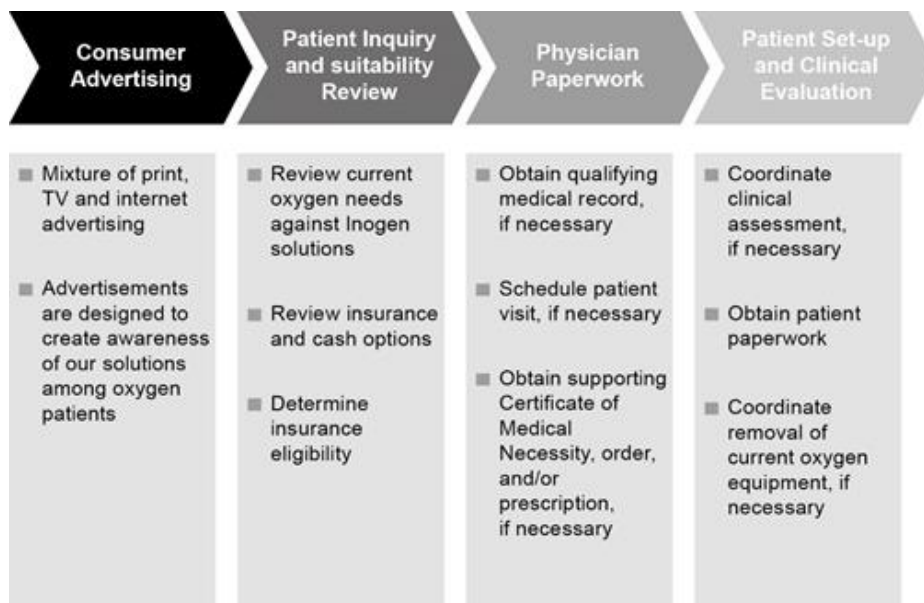 Consumer
Advertising
Patient Inquiry
and suitability
Review
Physician
Paperwork
Patient Set-up
and Clinical
Evaluation
Mixture of print,
TV and internet
advertising
Advertisements
are designed to
create awareness
of our solutions
among oxygen
patients
Review current
oxygen needs
against Inogen
solutions
Review insurance
and cash options
Determine
insurance
eligibility
Obtain qualifying
medical record,
if necessary
Schedule patient
visit, if necessary
Obtain supporting
Certificate of
Medical
Necessity, order,
and/or
prescription,
if necessary
Coordinate
clinical
assessment,
if necessary
Obtain patient
paperwork
Coordinate
removal of
current oxygen
equipment, if
necessary